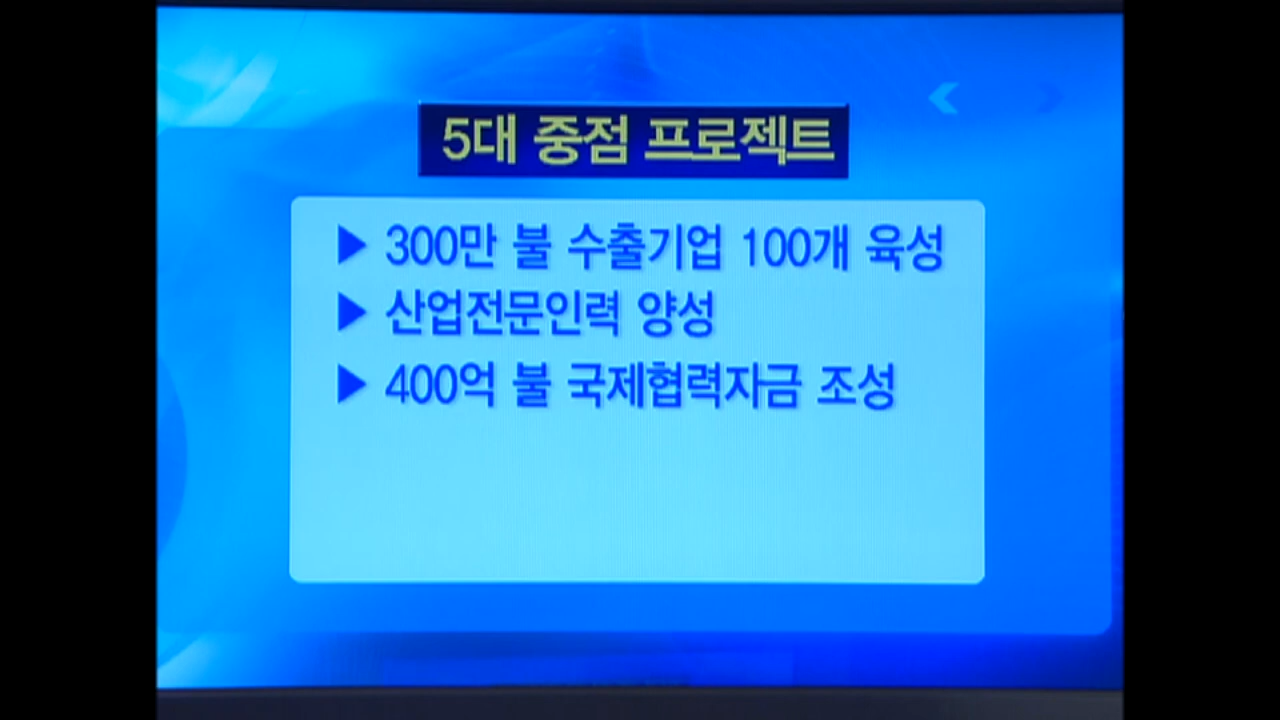 5대 중점 프로젝트
▶ 300만 불 수출기업 100개 육성
▶ 산업전문인력 양성
▶ 400억 불 국제협력자금 조성